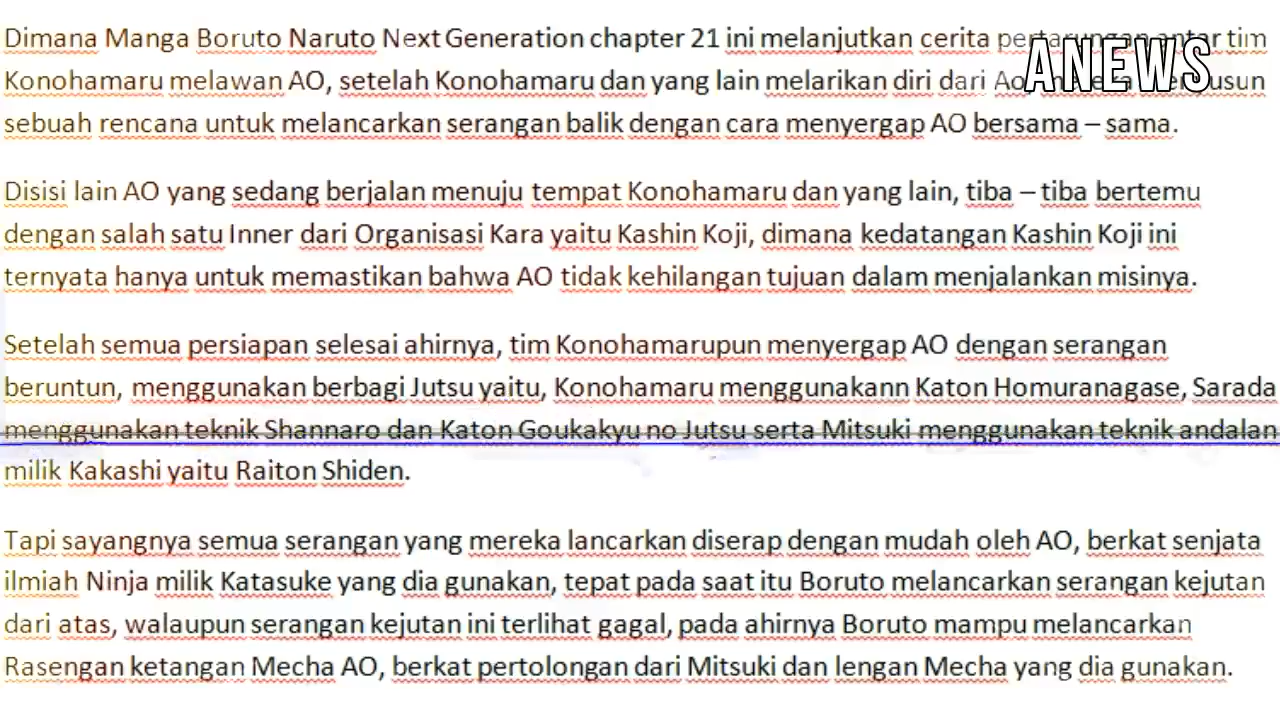 Dimana Manga Boruto Naruto Next Generation chapter 21 ini melanjutkan cerita tim
ANEWS
Konohamaru melawan AO, setelah Konohamaru dan yang lain melarikan diri dari Ao,
sebuah rencana untuk melancarkan serangan balik dengan cara menyergap AO bersama – sama.
Disisi lain AO yang sedang berjalan menuju tempat Konohamaru dan yang lain, tiba – tiba bertemu
dengan salah satu Inner dari Organisasi Kara yaitu Kashin Koji, dimana kedatangan Kashin Koji ini
ternyata hanya untuk memastikan bahwa AO tidak kehilangan tujuan dalam menjalankan misinya.
Setelah semua persiapan selesai ahirnya, tim Konohamarupun menyergap AO dengan serangan
beruntun, menggunakan berbagi Jutsu yaitu, Konohamaru menggunakann Katon Homuranagase, Sarada
menggunakan teknik Shannaro dan Katon Goukakyu no Jutsu serta Mitsuki menggunakan teknik andalan
milik Kakashi yaitu Raiton Shiden.
Tapi sayangnya semua serangan yang mereka lancarkan diserap dengan mudah oleh AO, berkat senjata
ilmiah Ninja milik Katasuke yang dia gunakan, tepat pada saat itu Boruto melancarkan serangan kejutan
dari atas, walaupun serangan kejutan ini terlihat gagal, pada ahirnya Boruto mampu melancarkan
Rasengan ketangan Mecha AO, berkat pertolongan dari Mitsuki dan lengan Mecha yang dia gunakan.